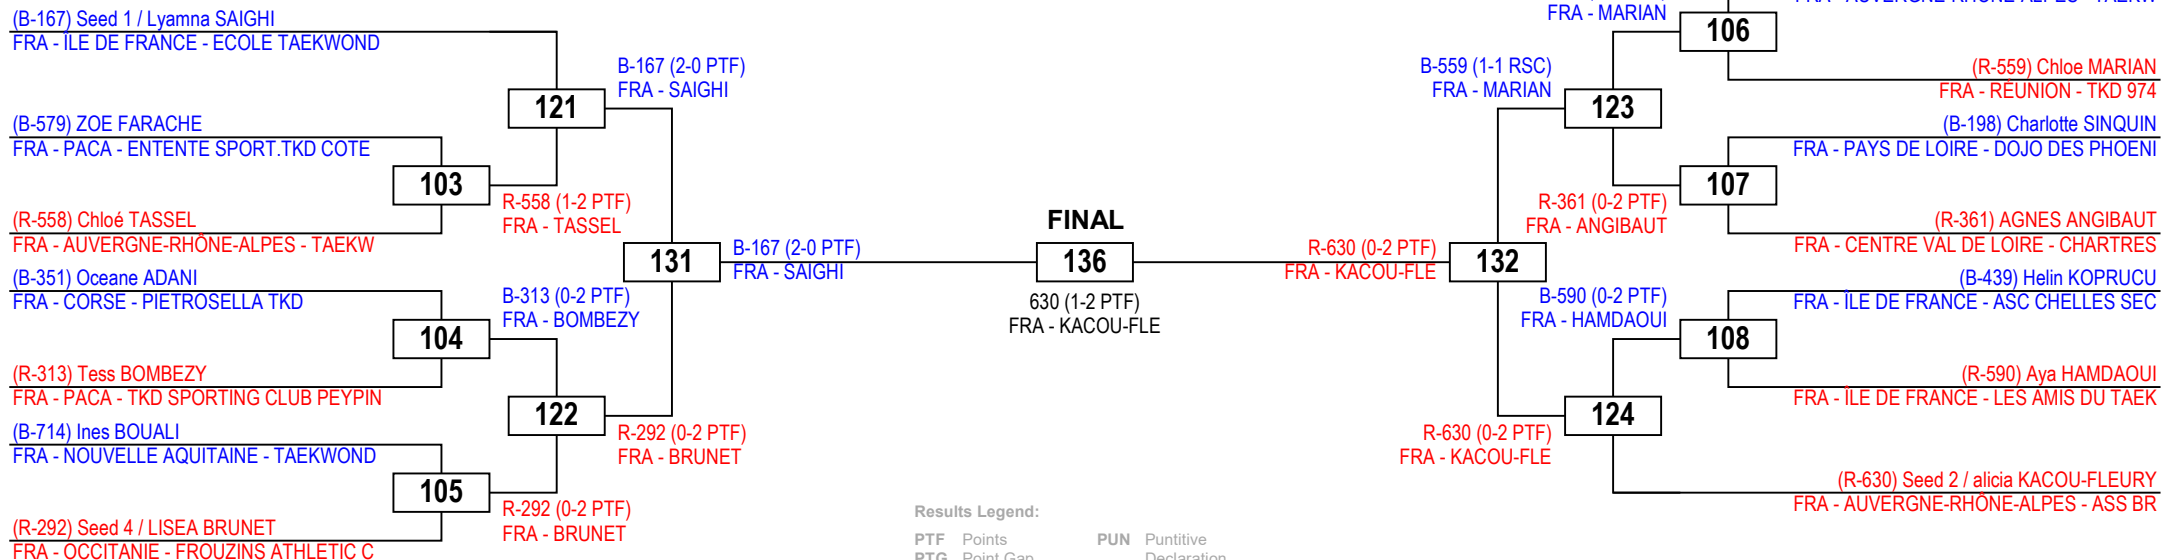 (B-167) Seed 1 / Lyamna SAIGHI
FRA - ÎLE DE FRANCE - ECOLE TAEKWOND
B-167 (2-0 PTF)
FRA - SAIGHI
121
(B-579) ZOE FARACHE
FRA - PACA - ENTENTE SPORT.TKD COTE
103
R-558 (1-2 PTF)
FRA - TASSEL
(R-558) Chloé TASSEL
FRA - AUVERGNE-RHÔNE-ALPES - TAEKW
131
B-167 (2-0 PTF)
FRA - SAIGHI
(B-351) Oceane ADANI
FRA - CORSE - PIETROSELLA TKD
B-313 (0-2 PTF)
FRA - BOMBEZY
104
(R-313) Tess BOMBEZY
FRA - PACA - TKD SPORTING CLUB PEYPIN
122
R-292 (0-2 PTF)
FRA - BRUNET
(B-714) Ines BOUALI
FRA - NOUVELLE AQUITAINE - TAEKWOND
105
R-292 (0-2 PTF)
FRA - BRUNET
(R-292) Seed 4 / LISEA BRUNET
FRA - OCCITANIE - FROUZINS ATHLETIC C
FINAL
136
630 (1-2 PTF)
FRA - KACOU-FLE
FRA - MARIAN
106
(R-559) Chloe MARIAN
FRA - RÉUNION - TKD 974
B-559 (1-1 RSC)
FRA - MARIAN
123
(B-198) Charlotte SINQUIN
FRA - PAYS DE LOIRE - DOJO DES PHOENI
107
R-361 (0-2 PTF)
FRA - ANGIBAUT
(R-361) AGNES ANGIBAUT
FRA - CENTRE VAL DE LOIRE - CHARTRES
R-630 (0-2 PTF)
FRA - KACOU-FLE
132
(B-439) Helin KOPRUCU
FRA - ÎLE DE FRANCE - ASC CHELLES SEC
B-590 (0-2 PTF)
FRA - HAMDAOUI
108
(R-590) Aya HAMDAOUI
FRA - ÎLE DE FRANCE - LES AMIS DU TAEK
124
R-630 (0-2 PTF)
FRA - KACOU-FLE
(R-630) Seed 2 / alicia KACOU-FLEURY
FRA - AUVERGNE-RHÔNE-ALPES - ASS BR
Results Legend:
PTF Points
PUN Puntitive
PTG Point Gap
Declaration